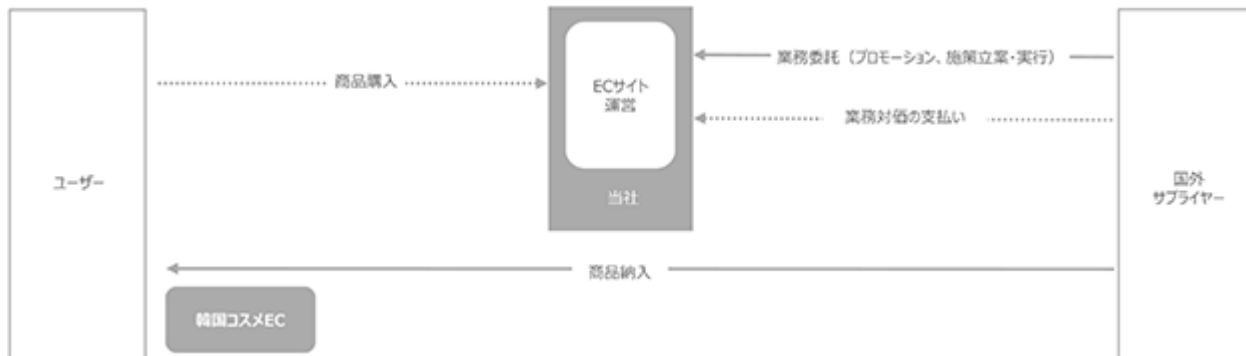 業務委託（プロモーション、施策立案・実行）
商品購入
ECサイト
運営
業務対価の支払い
ユーザー
当社
国外
サプライヤー
商品納入
韓国コスメEC